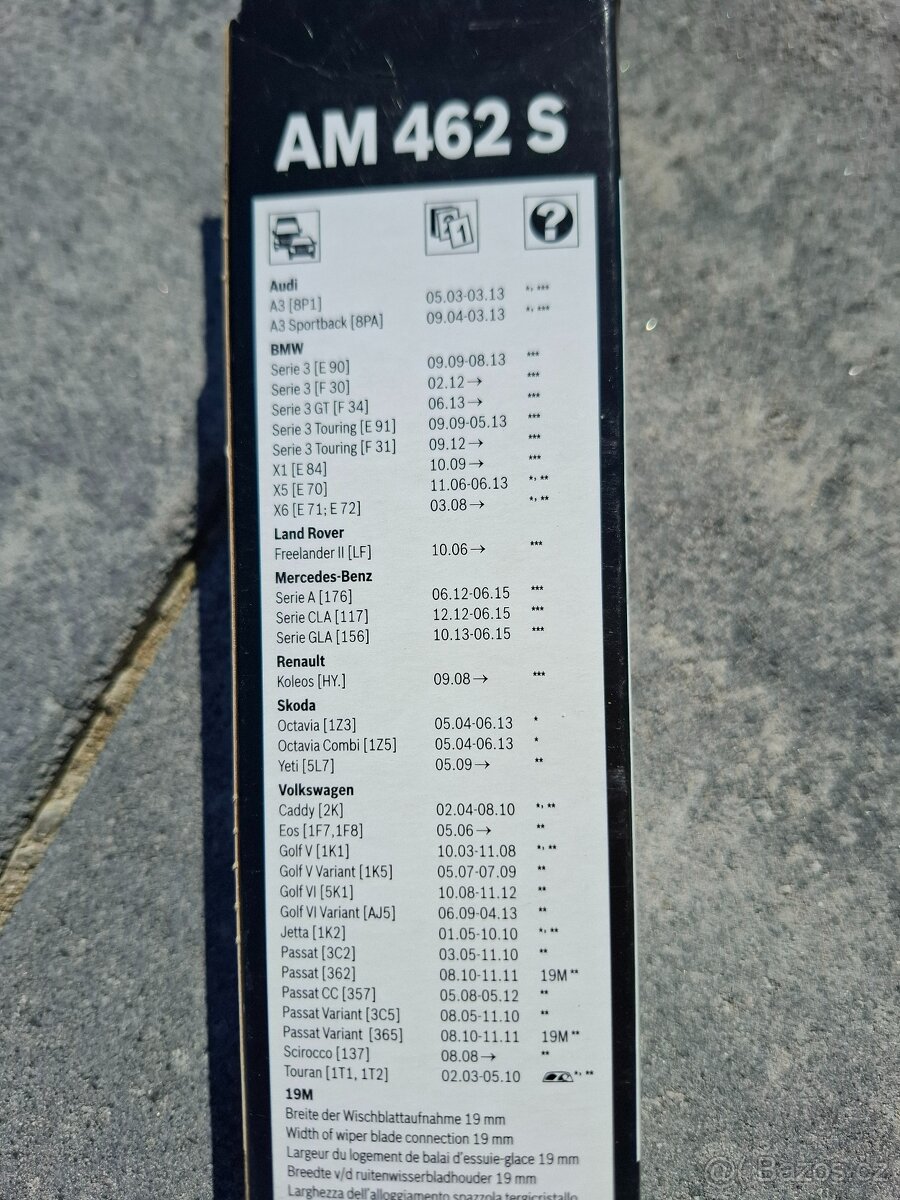 AM 462 S
2 1 ?
Audi
A3 [8P1] 05.03-03.13 *, ***
A3 Sportback [8PA] 09.04-03.13 *, ***
BMW
Serie 3 [E 90] 09.09-08.13 ***
Serie 3 [F 30] 02.12→ ***
Serie 3 GT [F 34] 06.13→ ***
Serie 3 Touring [E 91] 09.09-05.13 ***
Serie 3 Touring [F 31] 09.12→ ***
X1 [E 84] 10.09→ ***
X5 [E 70] 11.06-06.13 *, **
X6 [E 71; E 72] 03.08→ *, **
Land Rover
Freelander II [LF] 10.06→ ***
Mercedes-Benz
Serie A [176] 06.12-06.15 ***
Serie CLA [117] 12.12-06.15 ***
Serie GLA [156] 10.13-06.15 ***
Renault
Koleos [HY.] 09.08→ ***
Skoda
Octavia [1Z3] 05.04-06.13 *
Octavia Combi [1Z5] 05.04-06.13 *
Yeti [5L7] 05.09→ **
Volkswagen
Caddy [2K] 02.04-08.10 *, **
Eos [1F7,1F8] 05.06→ **
Golf V [1K1] 10.03-11.08 *, **
Golf V Variant [1K5] 05.07-07.09 **
Golf VI [5K1] 10.08-11.12 **
Golf VI Variant [AJ5] 06.09-04.13 **
Jetta [1K2] 01.05-10.10 *, **
Passat [3C2] 03.05-11.10 **
Passat [362] 08.10-11.11 19M **
Passat CC [357] 05.08-05.12 **
Passat Variant [3C5] 08.05-11.10 **
Passat Variant [365] 08.10-11.11 19M **
Scirocco [137] 08.08→ **
Touran [1T1, 1T2] 02.03-05.10 *, **
19M
Breite der Wischblattaufnahme 19 mm
Width of wiper blade connection 19 mm
Largeur du logement de balai d'essuie-glace 19 mm
Breedte v/d ruitenwisserbladhouder 19 mm
Larghezza dell'alloggiamento spazzola tergicristallo
Bazos.cz